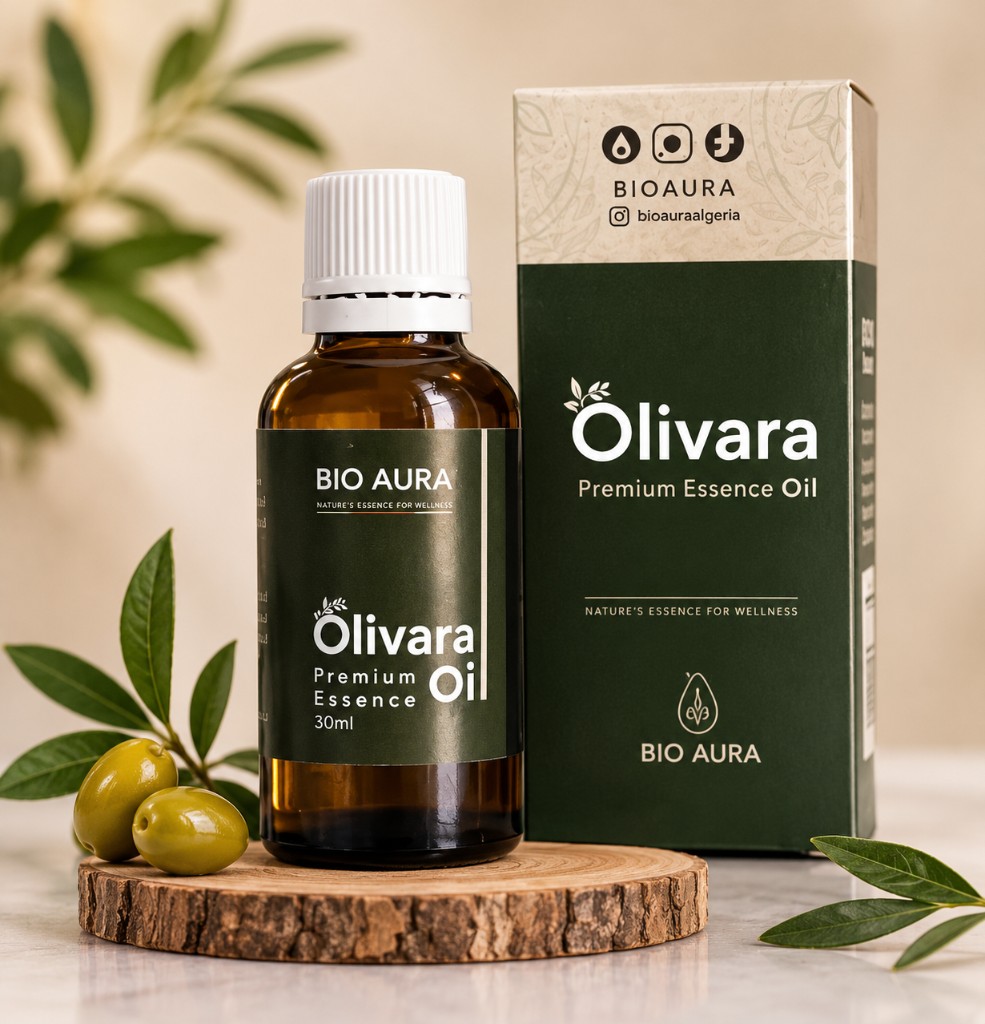 BIOAURA
bioauraalgeria
Olivara
Premium Essence Oil
NATURE'S ESSENCE FOR WELLNESS
BIO AURA
BIO AURA
NATURE'S ESSENCE FOR WELLNESS
Olivara
Premium
Essence
Oil
30ml